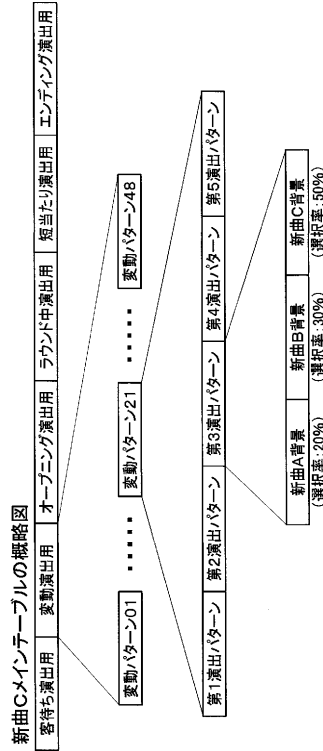 新曲Cメインテーブルの概略図
客待ち演出用 変動演出用 オープニング演出用 ラウンド中演出用 短当たり演出用 エンディング演出用
変動パターン01 ・・・・・ 変動パターン21 ・・・・・ 変動パターン48
第1演出パターン 第2演出パターン 第3演出パターン 第4演出パターン 第5演出パターン
新曲A背景 新曲B背景 新曲C背景
(選択率:20%) (選択率:30%) (選択率:50%)